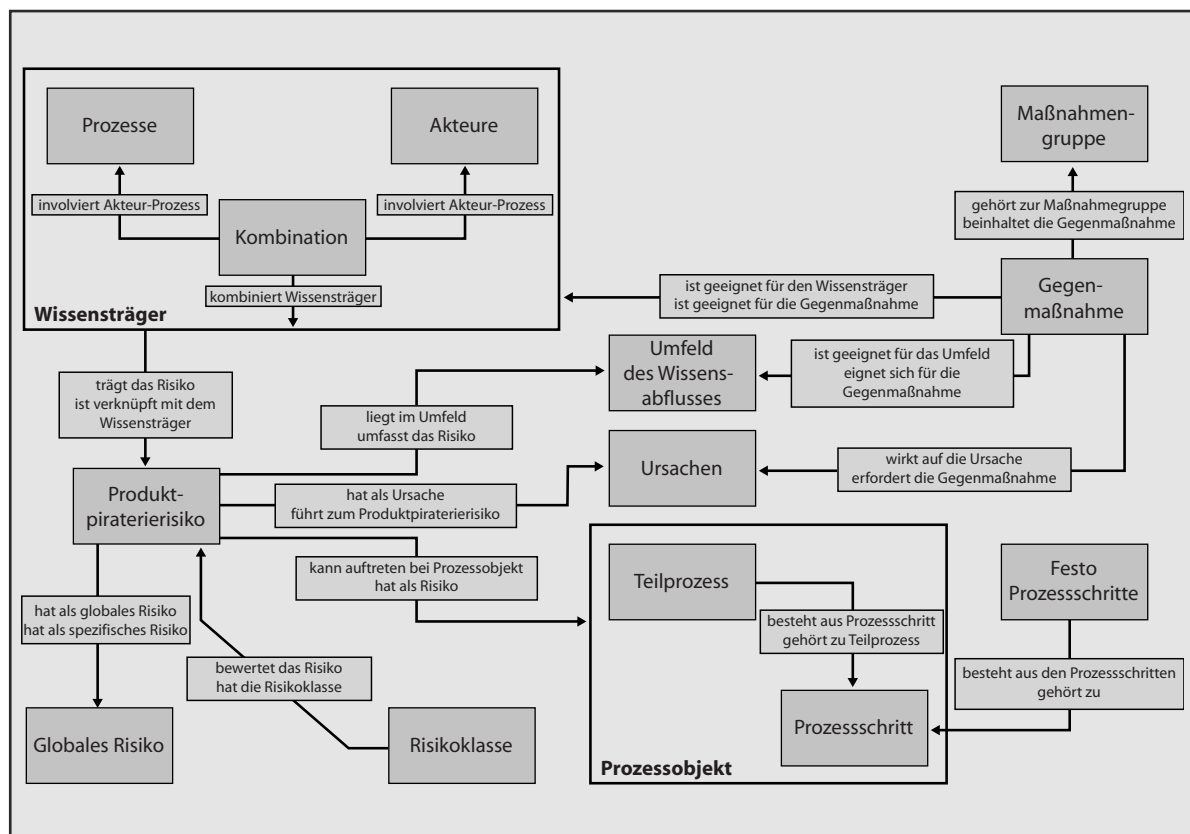 Prozesse
Akteure
Maßnahmen-
gruppe
involviert Akteur-Prozess
involviert Akteur-Prozess
gehört zur Maßnahmegruppe
beinhaltet die Gegenmaßnahme
Kombination
kombiniert Wissensträger
Wissensträger
ist geeignet für den Wissensträger
ist geeignet für die Gegenmaßnahme
Gegen-
maßnahme
trägt das Risiko
ist verknüpft mit dem
Wissensträger
Umfeld
des Wissens-
abflusses
ist geeignet für das Umfeld
eignet sich für die
Gegenmaßnahme
liegt im Umfeld
umfasst das Risiko
Ursachen
wirkt auf die Ursache
erfordert die Gegenmaßnahme
Produkt-
piraterierisiko
hat als Ursache
führt zum Produktpiraterierisiko
kann auftreten bei Prozessobjekt
hat als Risiko
Teilprozess
Festo
Prozessschritte
hat als globales Risiko
hat als spezifisches Risiko
besteht aus Prozessschritt
gehört zu Teilprozess
bewertet das Risiko
hat die Risikoklasse
besteht aus den Prozessschritten
gehört zu
Globales Risiko
Risikoklasse
Prozessschritt
Prozessobjekt